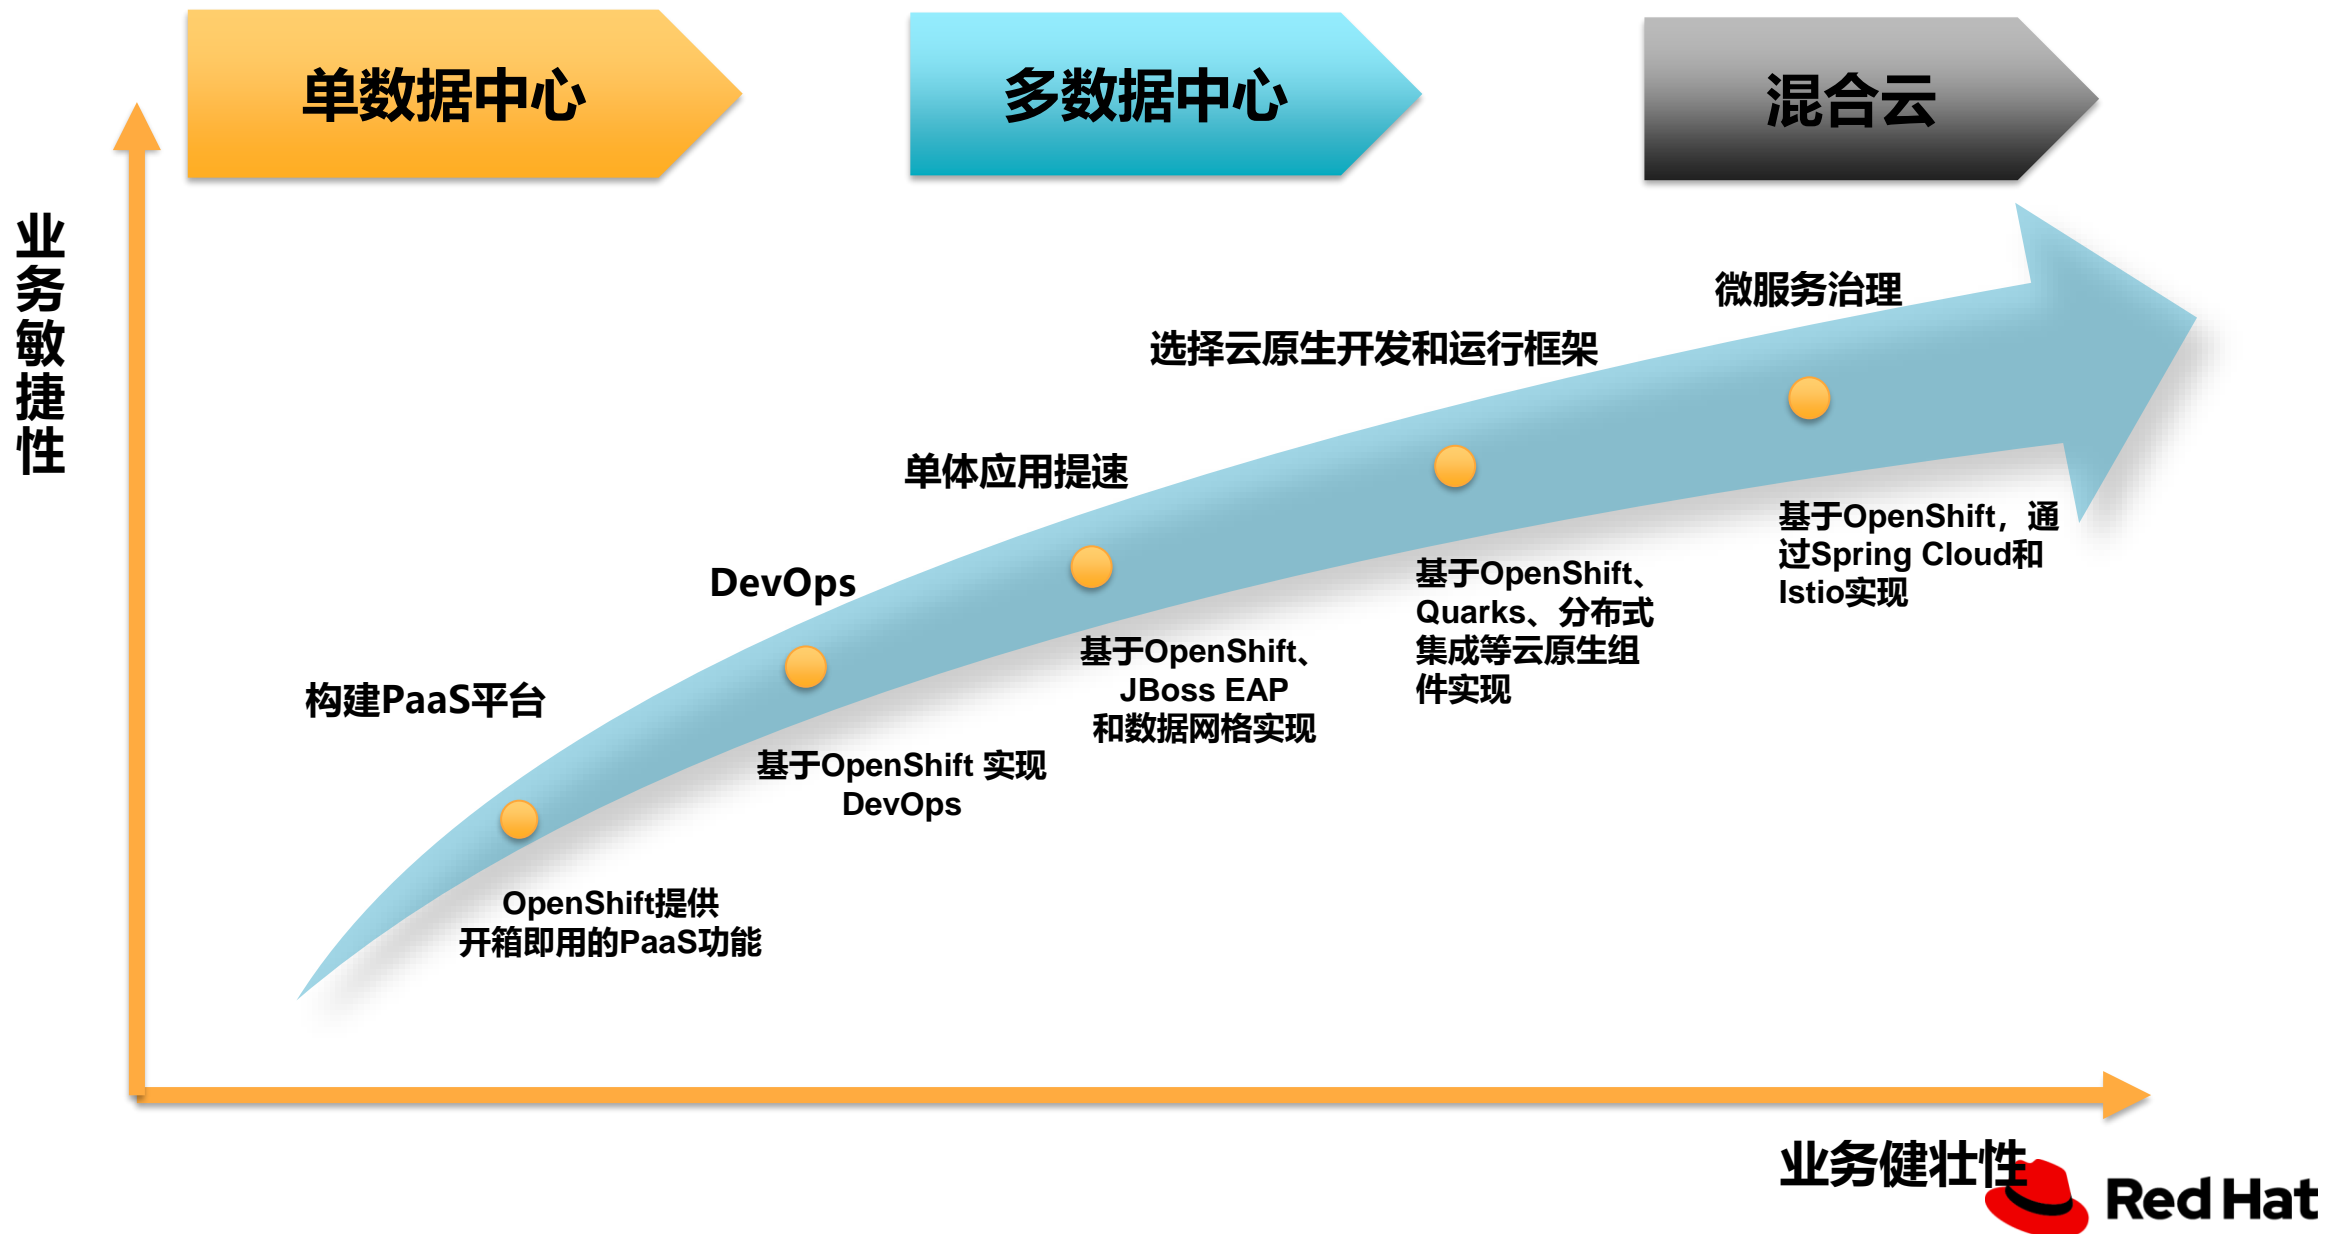 单数据中心
多数据中心
混合云
业务敏捷性
微服务治理
选择云原生开发和运行框架
单体应用提速
DevOps
构建PaaS平台
基于OpenShift，通
过Spring Cloud和
Istio实现
基于OpenShift、
Quarks、分布式
集成等云原生组
件实现
基于OpenShift、
JBoss EAP
和数据网格实现
基于OpenShift 实现
DevOps
OpenShift提供
开箱即用的PaaS功能
业务健壮性
Red Hat